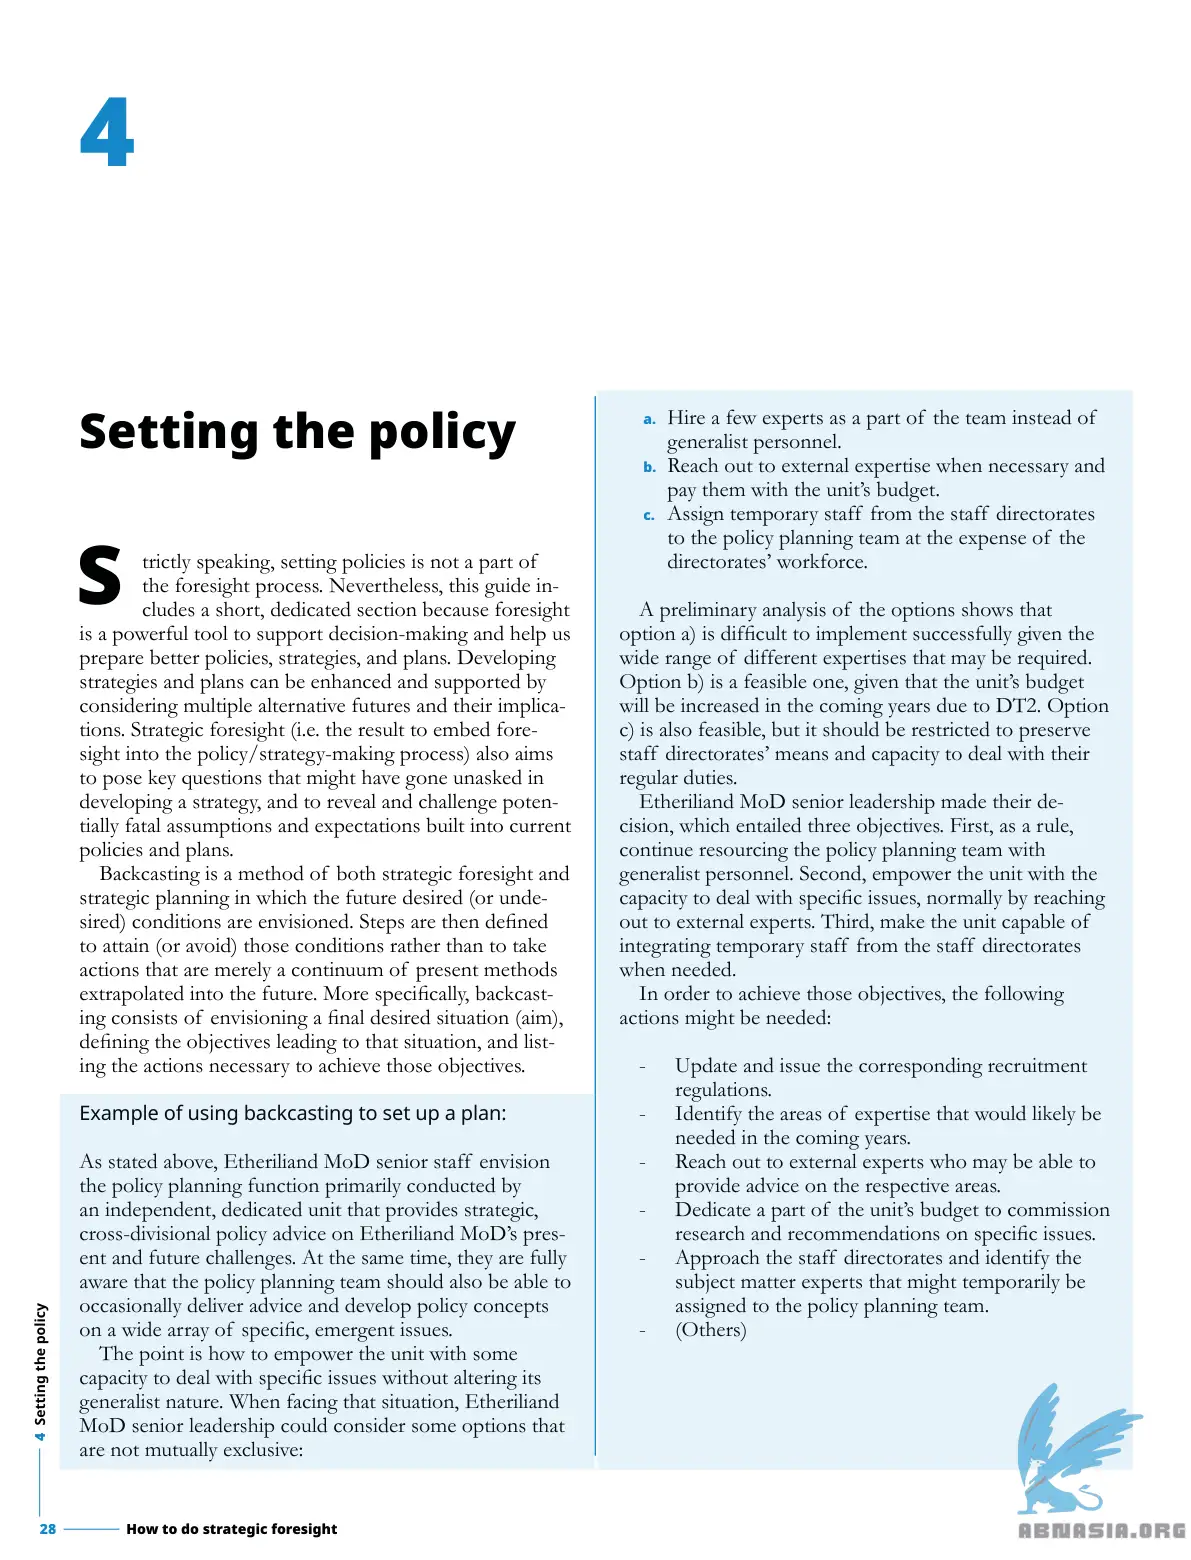 4
Setting the policy
Strictly speaking, setting policies is not a part of
the foresight process. Nevertheless, this guide in-
cludes a short, dedicated section because foresight
is a powerful tool to support decision-making and help us
prepare better policies, strategies, and plans. Developing
strategies and plans can be enhanced and supported by
considering multiple alternative futures and their implica-
tions. Strategic foresight (i.e. the result to embed fore-
sight into the policy/strategy-making process) also aims
to pose key questions that might have gone unasked in
developing a strategy, and to reveal and challenge poten-
tially fatal assumptions and expectations built into current
policies and plans.
Backcasting is a method of both strategic foresight and
strategic planning in which the future desired (or unde-
sired) conditions are envisioned. Steps are then defined
to attain (or avoid) those conditions rather than to take
actions that are merely a continuum of present methods
extrapolated into the future. More specifically, backcast-
ing consists of envisioning a final desired situation (aim),
defining the objectives leading to that situation, and list-
ing the actions necessary to achieve those objectives.
Example of using backcasting to set up a plan:
As stated above, Etheriliand MoD senior staff envision
the policy planning function primarily conducted by
an independent, dedicated unit that provides strategic,
cross-divisional policy advice on Etheriliand MoD's pres-
ent and future challenges. At the same time, they are fully
aware that the policy planning team should also be able to
occasionally deliver advice and develop policy concepts
on a wide array of specific, emergent issues.
The point is how to empower the unit with some
capacity to deal with specific issues without altering its
generalist nature. When facing that situation, Etheriliand
MoD senior leadership could consider some options that
are not mutually exclusive:
a. Hire a few experts as a part of the team instead of
generalist personnel.
b. Reach out to external expertise when necessary and
pay them with the unit's budget.
c. Assign temporary staff from the staff directorates
to the policy planning team at the expense of the
directorates' workforce.
A preliminary analysis of the options shows that
option a) is difficult to implement successfully given the
wide range of different expertises that may be required.
Option b) is a feasible one, given that the unit's budget
will be increased in the coming years due to DT2. Option
c) is also feasible, but it should be restricted to preserve
staff directorates' means and capacity to deal with their
regular duties.
Etheriliand MoD senior leadership made their de-
cision, which entailed three objectives. First, as a rule,
continue resourcing the policy planning team with
generalist personnel. Second, empower the unit with the
capacity to deal with specific issues, normally by reaching
out to external experts. Third, make the unit capable of
integrating temporary staff from the staff directorates
when needed.
In order to achieve those objectives, the following
actions might be needed:
- Update and issue the corresponding recruitment
regulations.
- Identify the areas of expertise that would likely be
needed in the coming years.
- Reach out to external experts who may be able to
provide advice on the respective areas.
- Dedicate a part of the unit's budget to commission
research and recommendations on specific issues.
- Approach the staff directorates and identify the
subject matter experts that might temporarily be
assigned to the policy planning team.
- (Others)
4 Setting the policy
28 How to do strategic foresight
ABNASIA.ORG